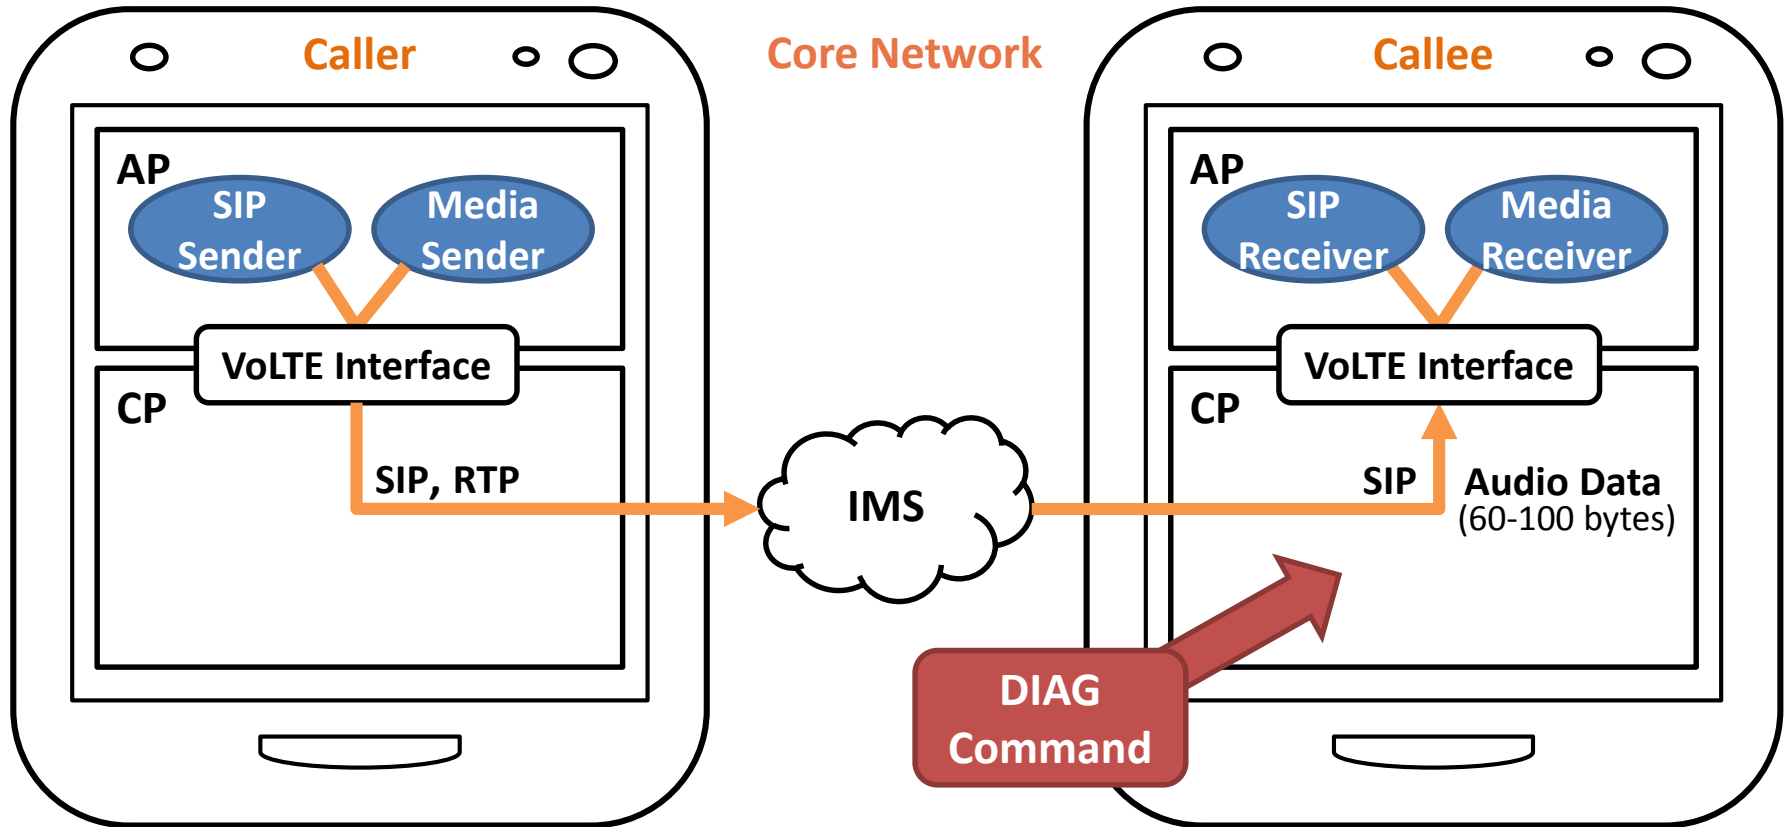 Caller
Core Network
Callee
AP
SIP
Sender
Media
Sender
VoLTE Interface
CP
SIP, RTP
IMS
AP
SIP
Receiver
Media
Receiver
VoLTE Interface
CP
SIP
Audio Data
(60-100 bytes)
DIAG
Command